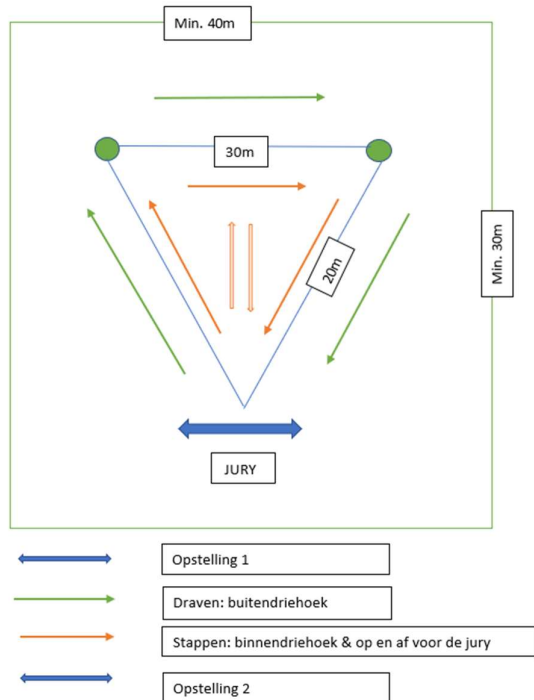 Min. 40m
30m
20m
Min. 30m
JURY
Opstelling 1
Draven: buitendriehoek
Stappen: binnendriehoek & op en af voor de jury
Opstelling 2